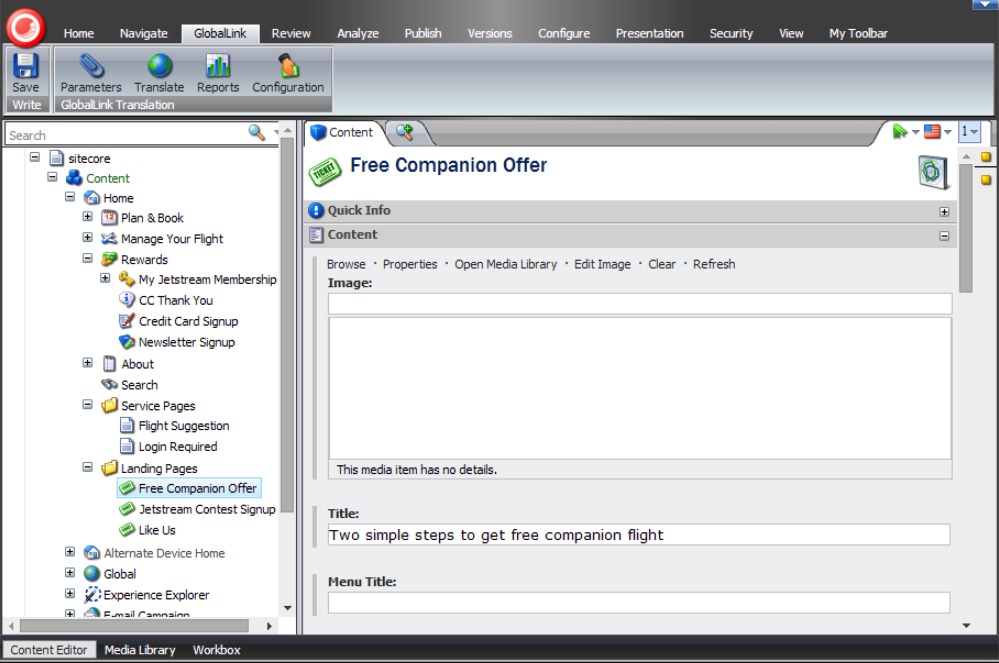 Home Navigate GlobalLink Review Analyze Publish Versions Configure Presentation Security View My Toolbar
Save Parameters Translate Reports Configuration
Write GlobalLink Translation
Search
sitecore
Content
Home
12 Plan & Book
Manage Your Flight
Rewards
My Jetstream Membership
CC Thank You
Credit Card Signup
Newsletter Signup
About
Search
Service Pages
Flight Suggestion
Login Required
Landing Pages
Free Companion Offer
Jetstream Contest Signup
Like Us
Alternate Device Home
Global
Experience Explorer
E-mail Campaign
Content 1
TICKET Free Companion Offer
Quick Info
Content
Browse · Properties · Open Media Library · Edit Image · Clear · Refresh
Image:
This media item has no details.
Title:
Two simple steps to get free companion flight
Menu Title:
Content Editor Media Library Workbox